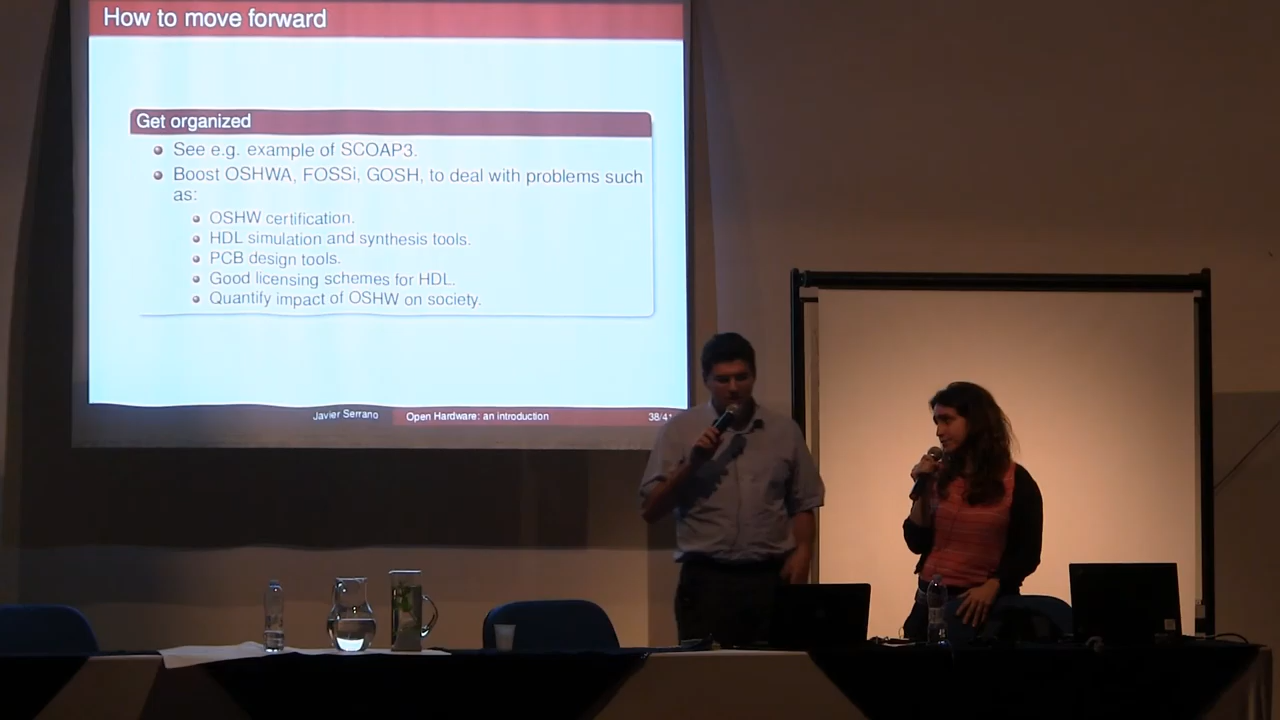 How to move forward
Get organized
See e.g. example of SCOAP3.
Boost OSHWA, FOSSi, GOSH, to deal with problems such
as:
OSHW certification.
HDL simulation and synthesis tools.
PCB design tools.
Good licensing schemes for HDL.
Quantify impact of OSHW on society.
Javier Serrano Open Hardware: an introduction 38/41